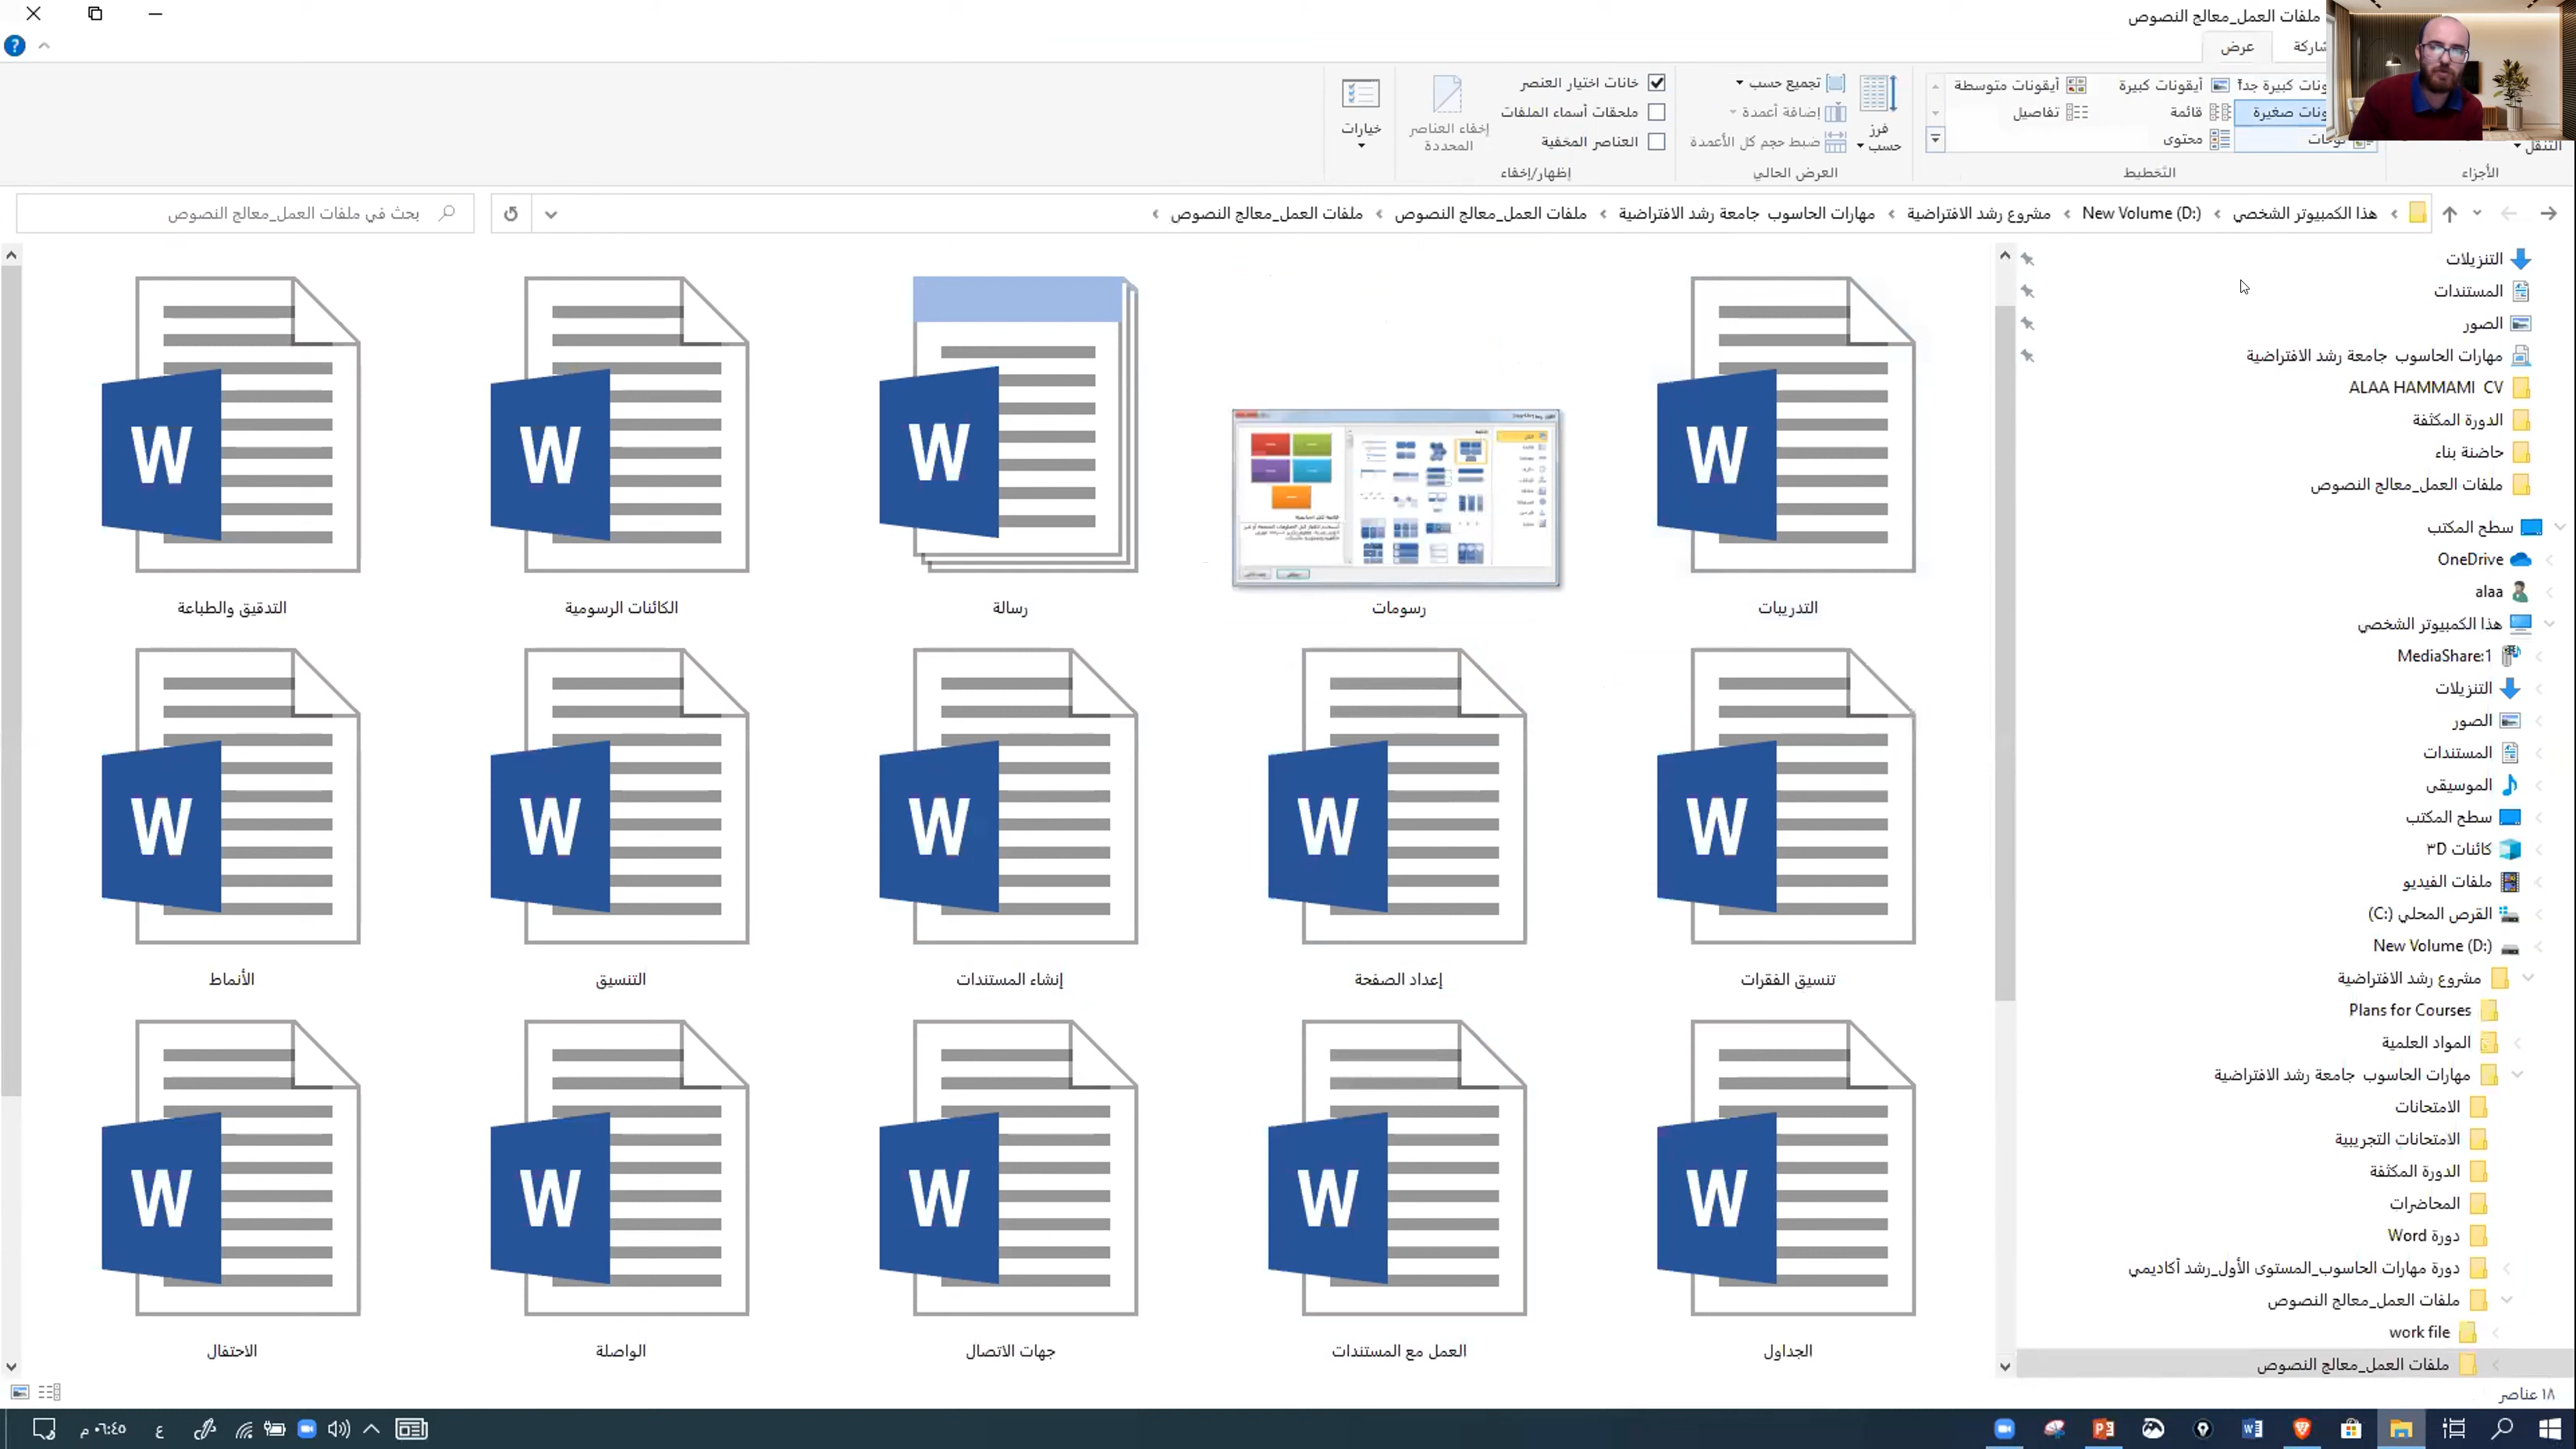 ملفات العمل_معالج النصوص
عرض
أيقونات كبيرة
أيقونات متوسطة
قائمة
تفاصيل
محتوى
التخطيط
الأجزاء
فرز
حسب
تجميع حسب
إضافة أعمدة
ضبط حجم كل الأعمدة
العرض الحالي
خانات اختيار العنصر
ملحقات أسماء الملفات
العناصر المخفية
إخفاء العناصر
المحددة
إظهار/إخفاء
خيارات
هذا الكمبيوتر الشخصي › New Volume (D:) › مشروع رشد الافتراضية › مهارات الحاسوب جامعة رشد الافتراضية › ملفات العمل_معالج النصوص › ملفات العمل_معالج النصوص ›
بحث في ملفات العمل_معالج النصوص
التنزيلات
المستندات
الصور
مهارات الحاسوب جامعة رشد الافتراضية
ALAA HAMMAMI CV
الدورة المكثفة
حاضنة بناء
ملفات العمل_معالج النصوص
سطح المكتب
OneDrive
alaa
هذا الكمبيوتر الشخصي
MediaShare:1
التنزيلات
الصور
المستندات
الموسيقى
سطح المكتب
كائنات ٣D
ملفات الفيديو
القرص المحلي (C:)
New Volume (D:)
مشروع رشد الافتراضية
Plans for Courses
المواد العلمية
مهارات الحاسوب جامعة رشد الافتراضية
الامتحانات
الامتحانات التجريبية
الدورة المكثفة
المحاضرات
دورة Word
دورة مهارات الحاسوب_المستوى الأول_رشد أكاديمي
ملفات العمل_معالج النصوص
work file
ملفات العمل_معالج النصوص
التدريبات
رسومات
رسالة
الكائنات الرسومية
التدقيق والطباعة
تنسيق الفقرات
إعداد الصفحة
إنشاء المستندات
التنسيق
الأنماط
الجداول
العمل مع المستندات
جهات الاتصال
الواصلة
الاحتفال
١٨ عناصر
ع
٠٦:٤٥ م